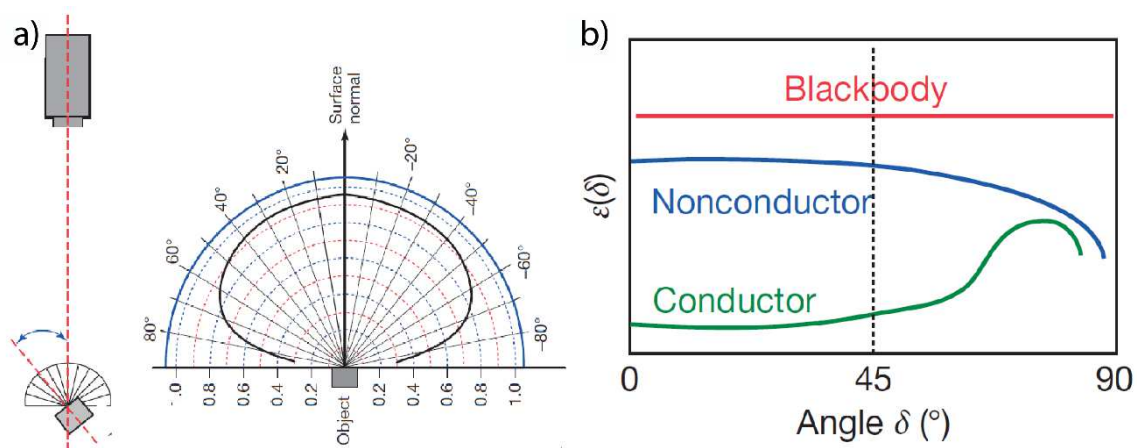 a)
Surface
normal
20°
-20°
40°
-40°
60°
-60°
80°
-80°
.0
0.8
0.6
0.4
0.2
Object
0.2
0.4
0.6
0.8
1.0
b)
Blackbody
Nonconductor
Conductor
ε(δ)
0
45
90
Angle δ (°)